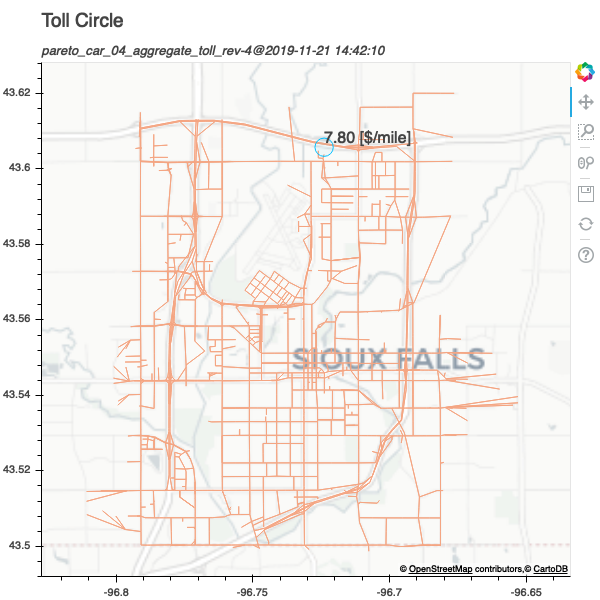 Toll Circle
pareto_car_04_aggregate_toll_rev-4@2019-11-21 14:42:10
43.62
7.80 [$/mile]
43.6
43.58
43.56
SIOUX FALLS
43.54
43.52
43.5
© OpenStreetMap contributors,© CartoDB
-96.8
-96.75
-96.7
-96.65